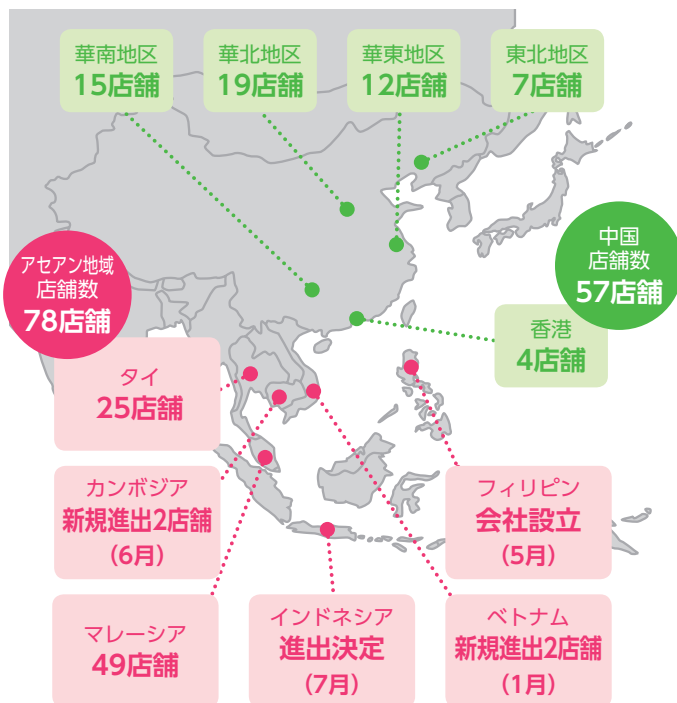 華南地区
15店舗
華北地区
19店舗
華東地区
12店舗
東北地区
7店舗
アセアン地域
店舗数
78店舗
中国
店舗数
57店舗
香港
4店舗
タイ
25店舗
カンボジア
新規進出2店舗
(6月)
フィリピン
会社設立
(5月)
マレーシア
49店舗
インドネシア
進出決定
(7月)
ベトナム
新規進出2店舗
(1月)